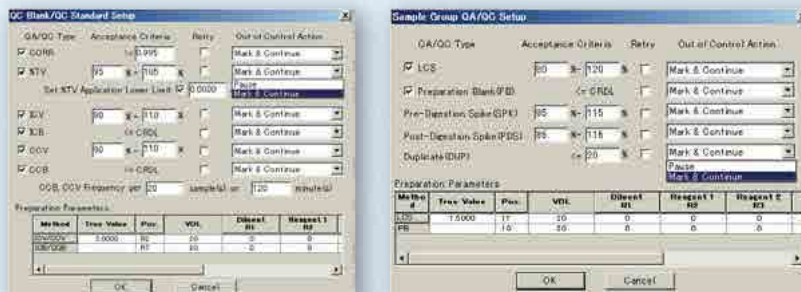 QC Blank/QC Standard Setup
QA/QC Type Acceptance Criteria Retry Out of Control Action
CORR >= 0.995 Mark & Continue
NTV 95 % - 105 % Mark & Continue
Pause
Set NTV Application Lower Limit 0.0000 Mark & Continue
ICV 90 % - 110 % Mark & Continue
ICB <= CRDL Mark & Continue
CCV 90 % - 110 % Mark & Continue
CCB <= CRDL Mark & Continue
CCB, CCV Frequency per 20 sample(s) or 120 minute(s)
Preparation Parameters
Method True Value Pos. VOL Diluent R1 Reagent 1 R2
ICV/CCV 20 0 0
ICB/CCB 20 0 0
OK Cancel
Sample Group QA/QC Setup
QA/QC Type Acceptance Criteria Retry Out of Control Action
LCS 80 % - 120 % Mark & Continue
Preparation Blank(PB) <= CRDL Mark & Continue
Pre-Digestion Spike(SPK) 85 % - 115 % Mark & Continue
Post-Digestion Spike(PDS) 85 % - 115 % Mark & Continue
Duplicate(DUP) <= 20 % Mark & Continue
Pause
Mark & Continue
Preparation Parameters
Method True Value Pos. VOL Diluent R1 Reagent 1 R2 Reagent 2 R3
LCS 20 0 0 0
PB 20 0 0 0
OK Cancel